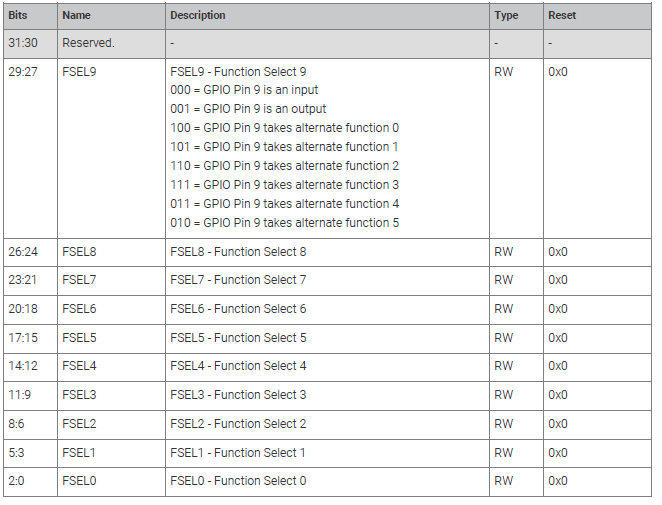 Bits Name Description Type Reset
31:30 Reserved. - - -
29:27 FSEL9 FSEL9 - Function Select 9 RW 0x0
000 = GPIO Pin 9 is an input
001 = GPIO Pin 9 is an output
100 = GPIO Pin 9 takes alternate function 0
101 = GPIO Pin 9 takes alternate function 1
110 = GPIO Pin 9 takes alternate function 2
111 = GPIO Pin 9 takes alternate function 3
011 = GPIO Pin 9 takes alternate function 4
010 = GPIO Pin 9 takes alternate function 5
26:24 FSEL8 FSEL8 - Function Select 8 RW 0x0
23:21 FSEL7 FSEL7 - Function Select 7 RW 0x0
20:18 FSEL6 FSEL6 - Function Select 6 RW 0x0
17:15 FSEL5 FSEL5 - Function Select 5 RW 0x0
14:12 FSEL4 FSEL4 - Function Select 4 RW 0x0
11:9 FSEL3 FSEL3 - Function Select 3 RW 0x0
8:6 FSEL2 FSEL2 - Function Select 2 RW 0x0
5:3 FSEL1 FSEL1 - Function Select 1 RW 0x0
2:0 FSEL0 FSEL0 - Function Select 0 RW 0x0